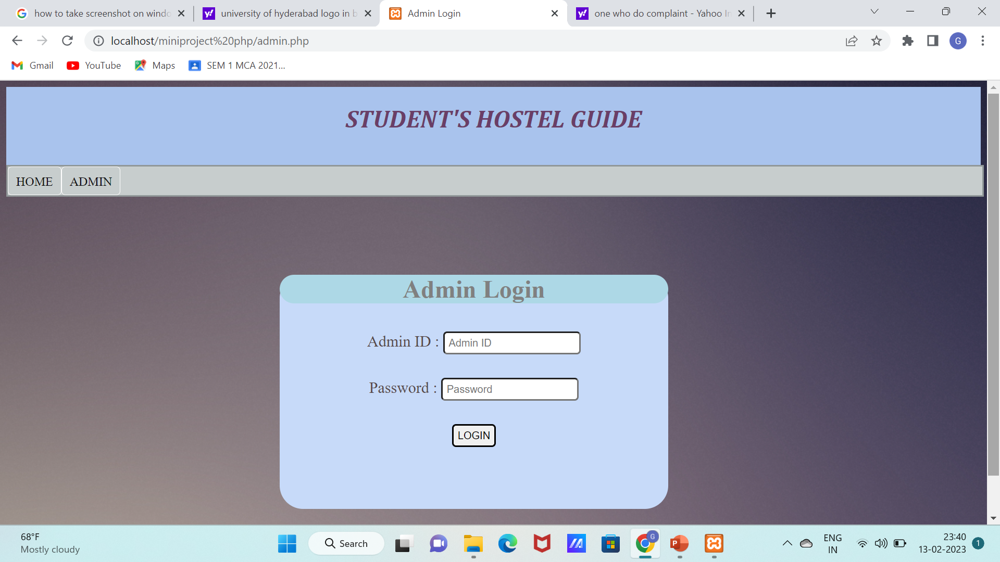 how to take screenshot on windo
university of hyderabad logo in b
Admin Login
one who do complaint - Yahoo In
localhost/miniproject%20php/admin.php
G
Gmail
YouTube
Maps
SEM 1 MCA 2021...
STUDENT'S HOSTEL GUIDE
HOME
ADMIN
Admin Login
Admin ID : Admin ID
Password : Password
LOGIN
68°F
Mostly cloudy
Search
G
P
ENG
IN
23:40
13-02-2023
1